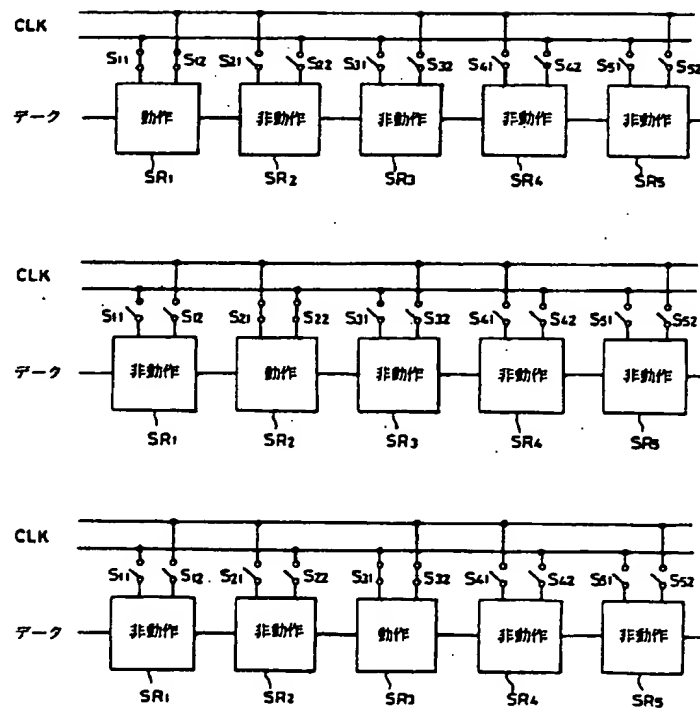 CLK
S11 S12 S21 S22 S31 S32 S41 S42 S51 S52
データ 動作 非動作 非動作 非動作 非動作
SR1 SR2 SR3 SR4 SR5
CLK
S11 S12 S21 S22 S31 S32 S41 S42 S51 S52
データ 非動作 動作 非動作 非動作 非動作
SR1 SR2 SR3 SR4 SR5
CLK
S11 S12 S21 S22 S31 S32 S41 S42 S51 S52
データ 非動作 非動作 動作 非動作 非動作
SR1 SR2 SR3 SR4 SR5